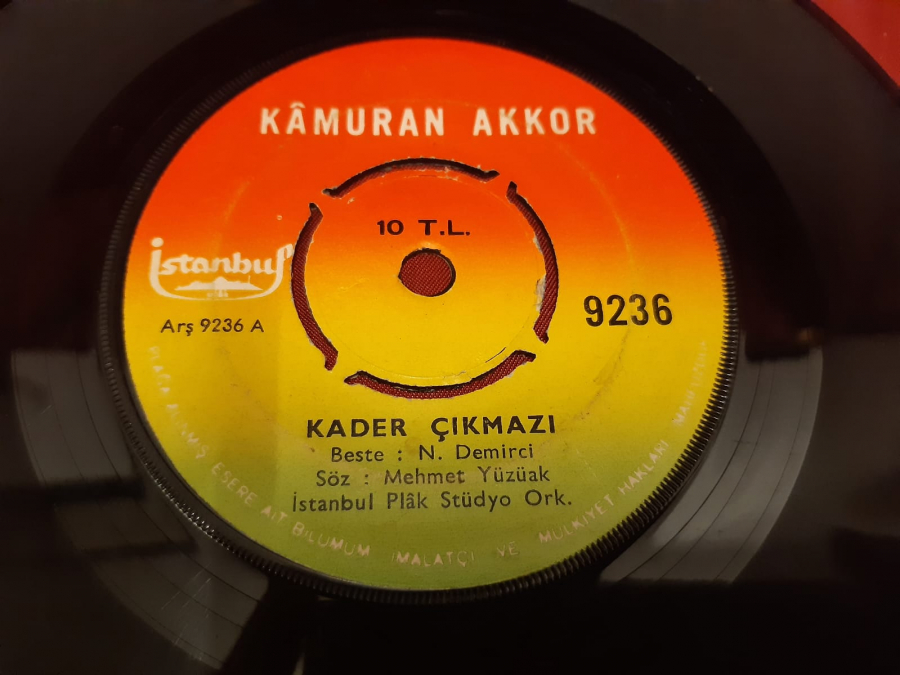 KÂMURAN AKKOR
10 T.L.
İstanbul
Arş 9236 A
9236
KADER ÇIKMAZI
Beste : N. Demirci
Söz : Mehmet Yüzüak
İstanbul Plâk Stüdyo Ork.
ESERE AİT BİLUMUM İMALATÇI VE MÜLKİYET HAKLARI